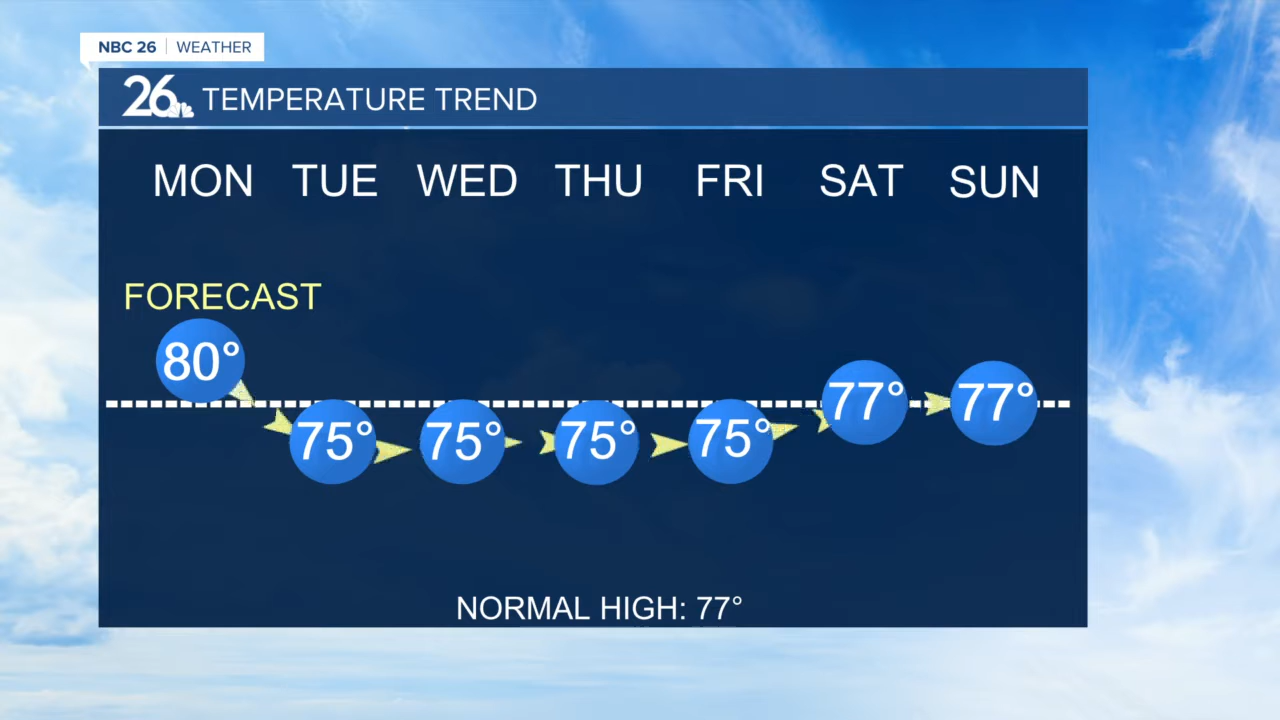 NBC 26 | WEATHER
26 TEMPERATURE TREND
MON TUE WED THU FRI SAT SUN
FORECAST
80° 75° 75° 75° 75° 77° 77°
NORMAL HIGH: 77°